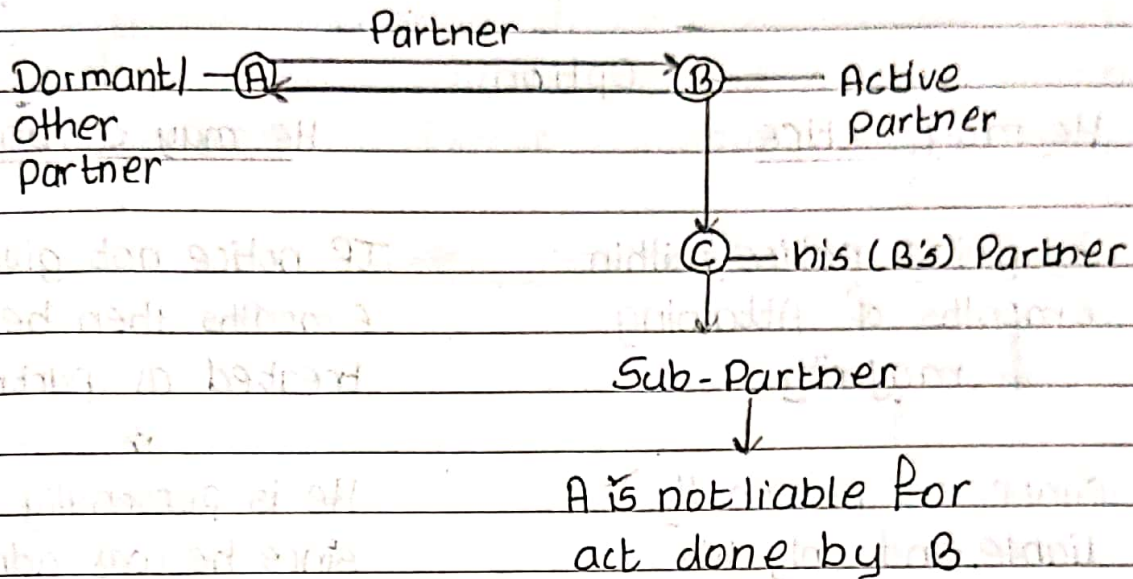 Partner
Dormant/ A B Active
other partner
partner
C his (B's) Partner
Sub-Partner
A is not liable for
act done by B